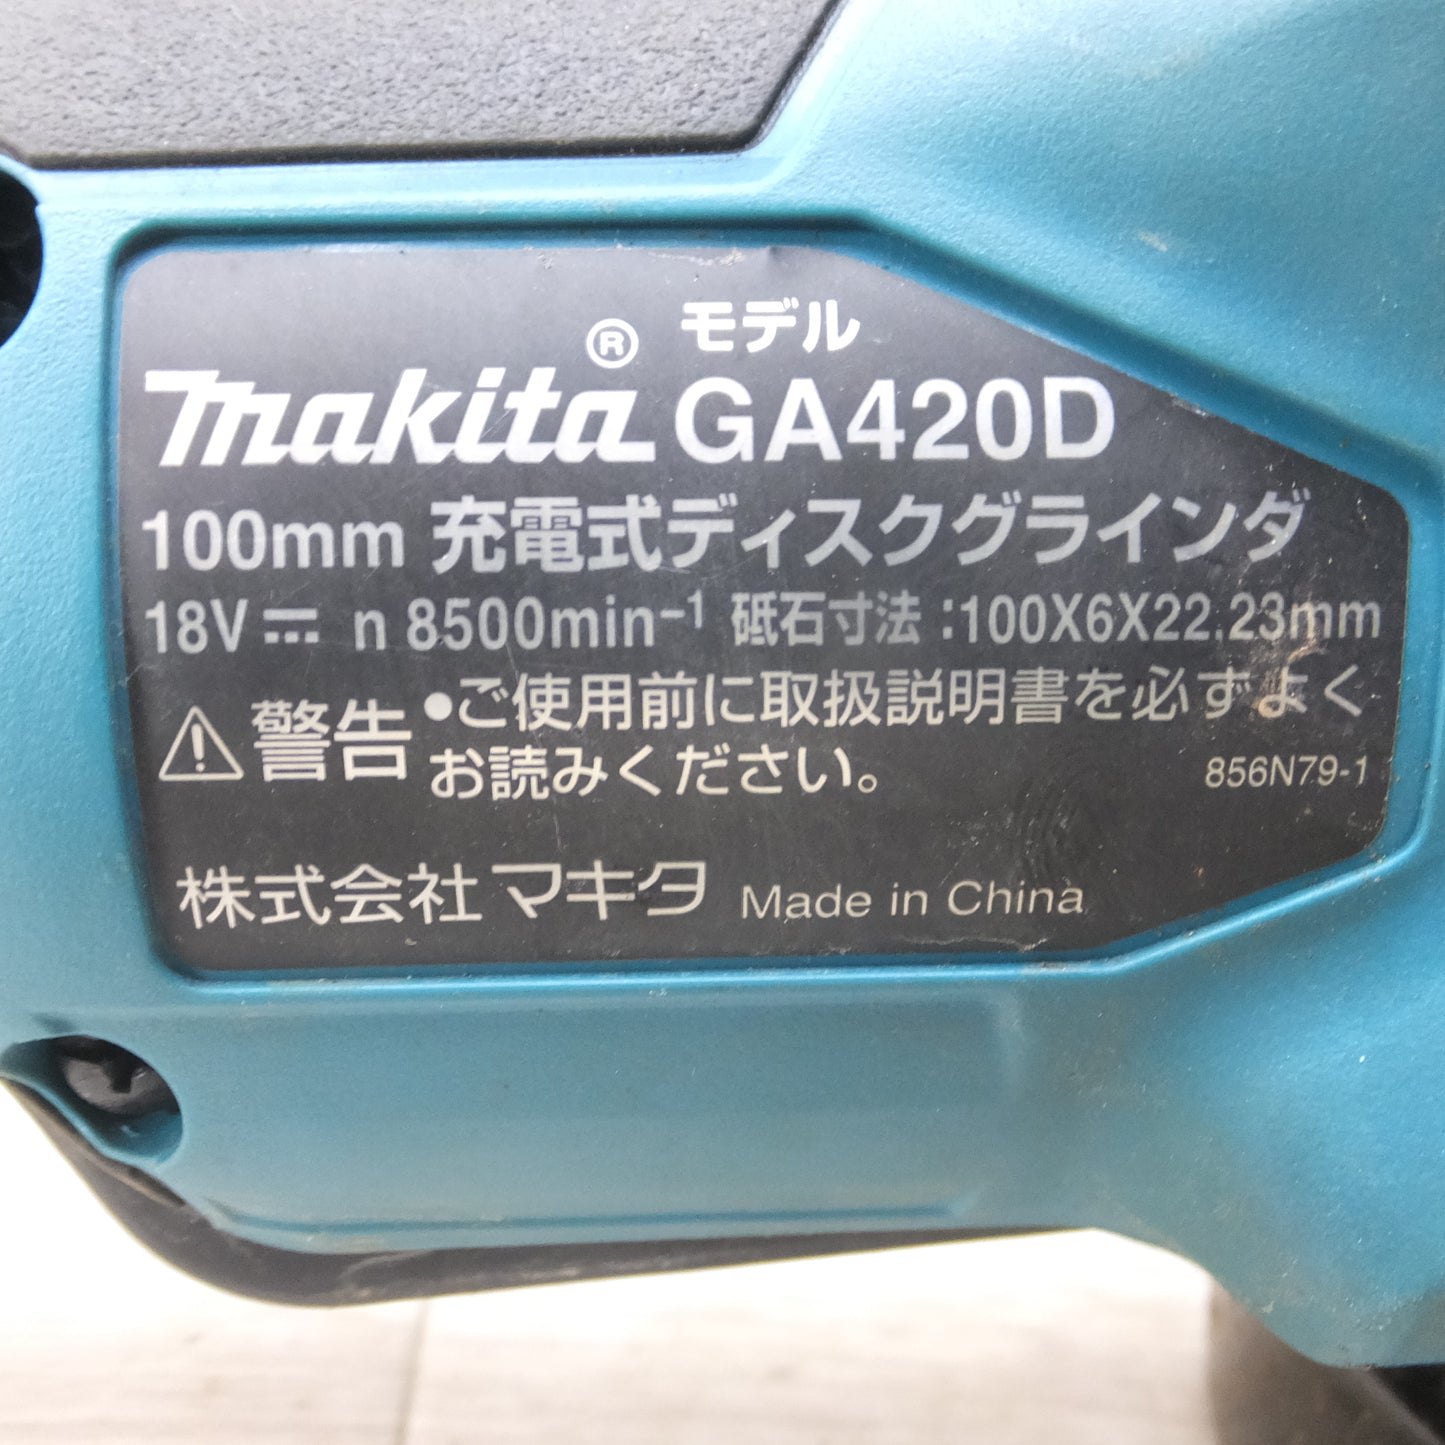 モデル
makita® GA420D
100mm 充電式ディスクグラインダ
18V ⎓ n 8500min⁻¹ 砥石寸法:100X6X22.23mm
⚠警告 ●ご使用前に取扱説明書を必ずよく
お読みください。
856N79-1
株式会社マキタ Made in China